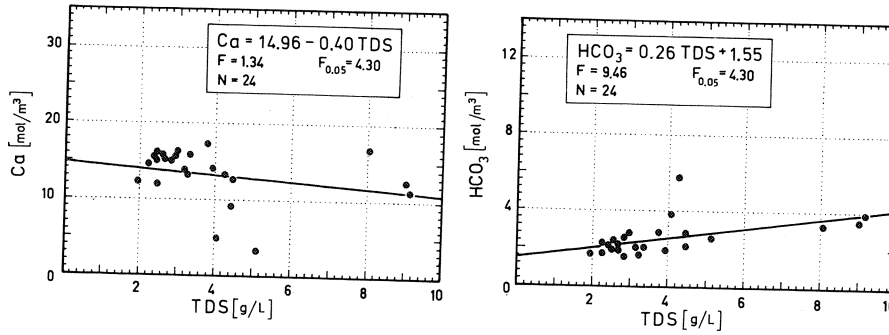 Ca = 14.96 - 0.40 TDS
F = 1.34 F0.05 = 4.30
N = 24
30
20
10
0
Ca [mol/m³]
2 4 6 8 10
TDS [g/L]
HCO3 = 0.26 TDS + 1.55
F = 9.46 F0.05 = 4.30
N = 24
12
8
4
0
HCO3 [mol/m³]
2 4 6 8 10
TDS [g/L]